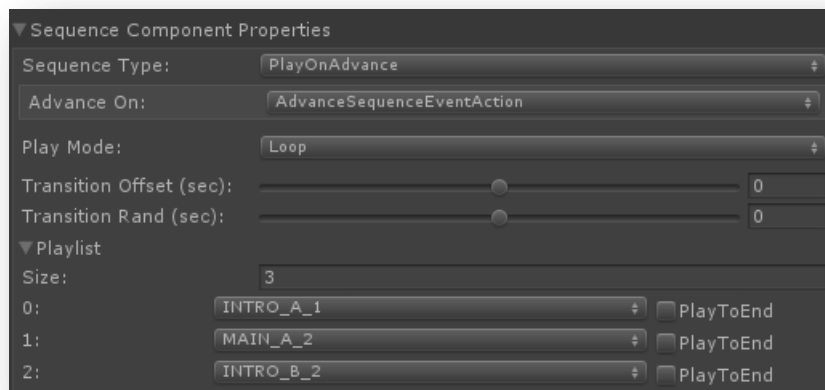 Sequence Component Properties
Sequence Type: PlayOnAdvance
Advance On: AdvanceSequenceEventAction
Play Mode: Loop
Transition Offset (sec): 0
Transition Rand (sec): 0
Playlist
Size: 3
0: INTRO_A_1 PlayToEnd
1: MAIN_A_2 PlayToEnd
2: INTRO_B_2 PlayToEnd